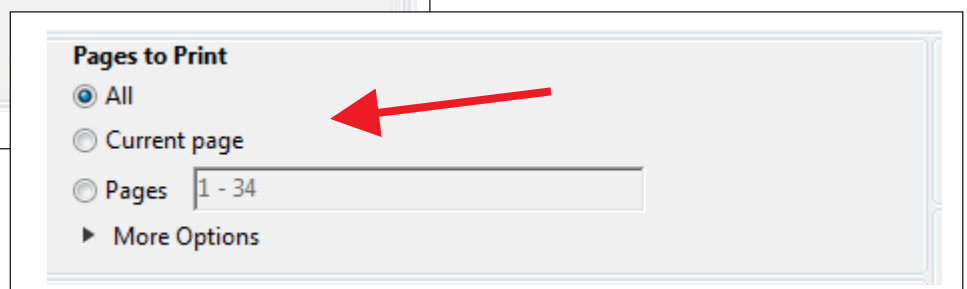 Pages to Print
All
Current page
Pages 1 - 34
More Options